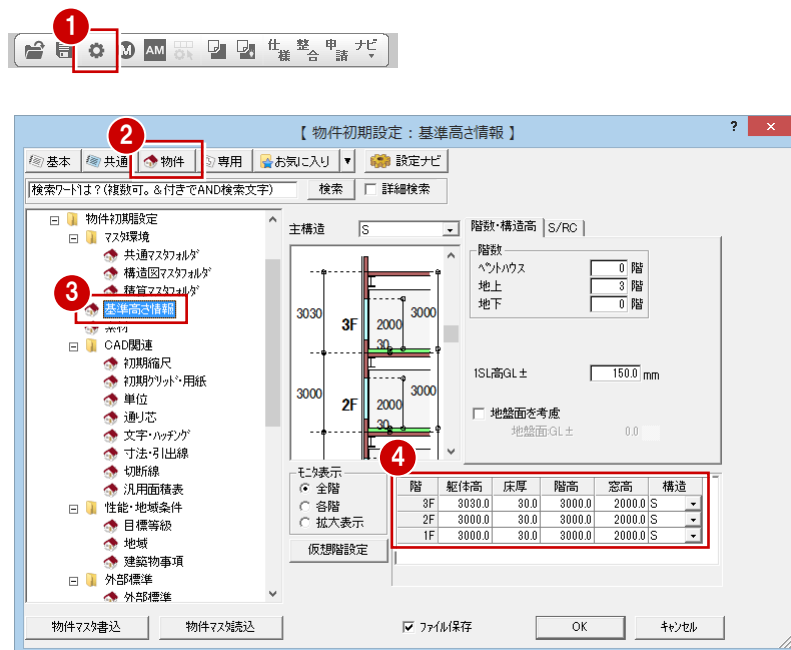 1
M AM 仕様 整合 申請 ナビ
【 物件初期設定 : 基準高さ情報 】 ? ×
2
基本 共通 物件 専用 お気に入り ▼ 設定ナビ
検索ワードは?(複数可。&付きでAND検索文字) 検索 詳細検索
物件初期設定
マスタ環境
共通マスタフォルダ
構造図マスタフォルダ
積算マスタフォルダ
3
基準高さ情報
CAD関連
初期縮尺
初期グリッド・用紙
単位
通り芯
文字・ハッチング
寸法・引出線
切断線
汎用面積表
性能・地域条件
目標等級
地域
建築物事項
外部標準
外部標準
主構造 S
3030 3F 2000 3000
30
3000 2F 2000 3000
30
階数・構造高 S/RC
階数
ペントハウス 0 階
地上 3 階
地下 0 階
1SL高GL± 150.0 mm
地盤面を考慮
地盤面:GL± 0.0
モニタ表示
全階
各階
拡大表示
仮想階設定
4
階 躯体高 床厚 階高 窓高 構造
3F 3030.0 30.0 3000.0 2000.0 S
2F 3000.0 30.0 3000.0 2000.0 S
1F 3000.0 30.0 3000.0 2000.0 S
物件マスタ書込 物件マスタ読込 ファイル保存 OK キャンセル